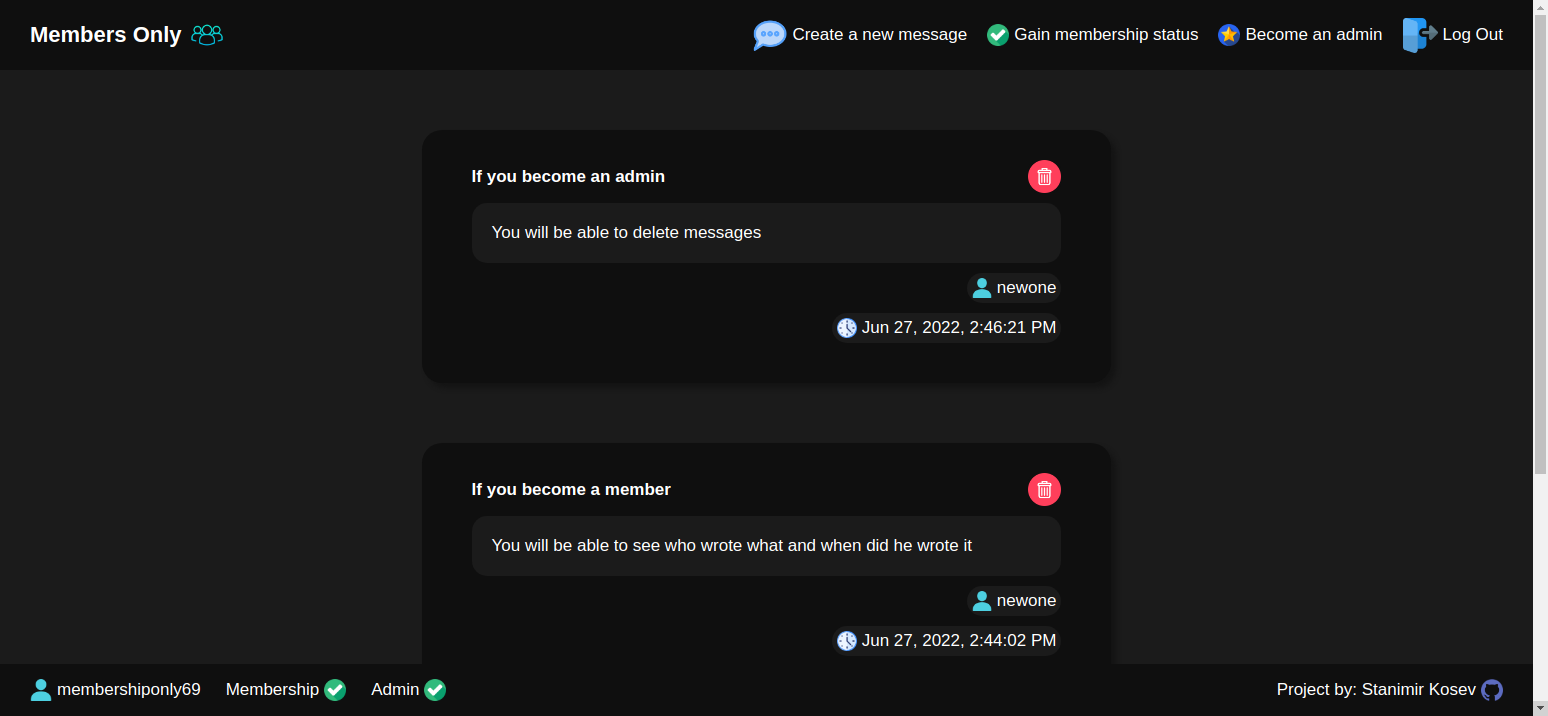 Members Only
Create a new message
Gain membership status
Become an admin
Log Out
If you become an admin
You will be able to delete messages
newone
Jun 27, 2022, 2:46:21 PM
If you become a member
You will be able to see who wrote what and when did he wrote it
newone
Jun 27, 2022, 2:44:02 PM
membershiponly69
Membership
Admin
Project by: Stanimir Kosev